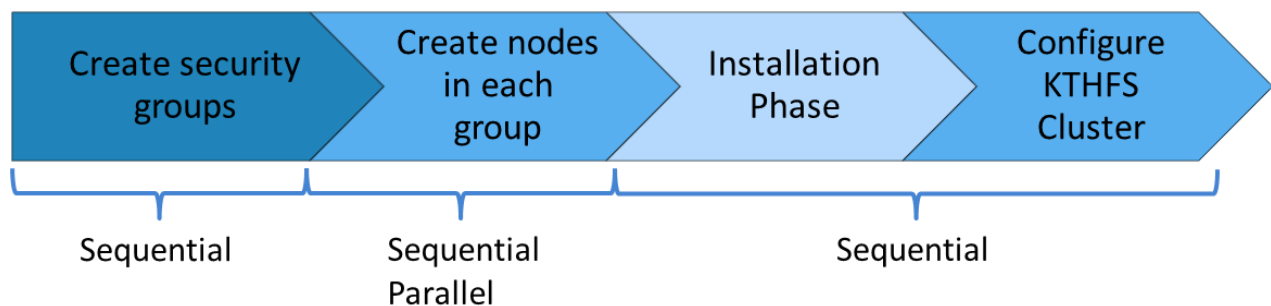 Create security
groups
Create nodes
in each
group
Installation
Phase
Configure
KTHFS
Cluster
Sequential
Sequential
Parallel
Sequential